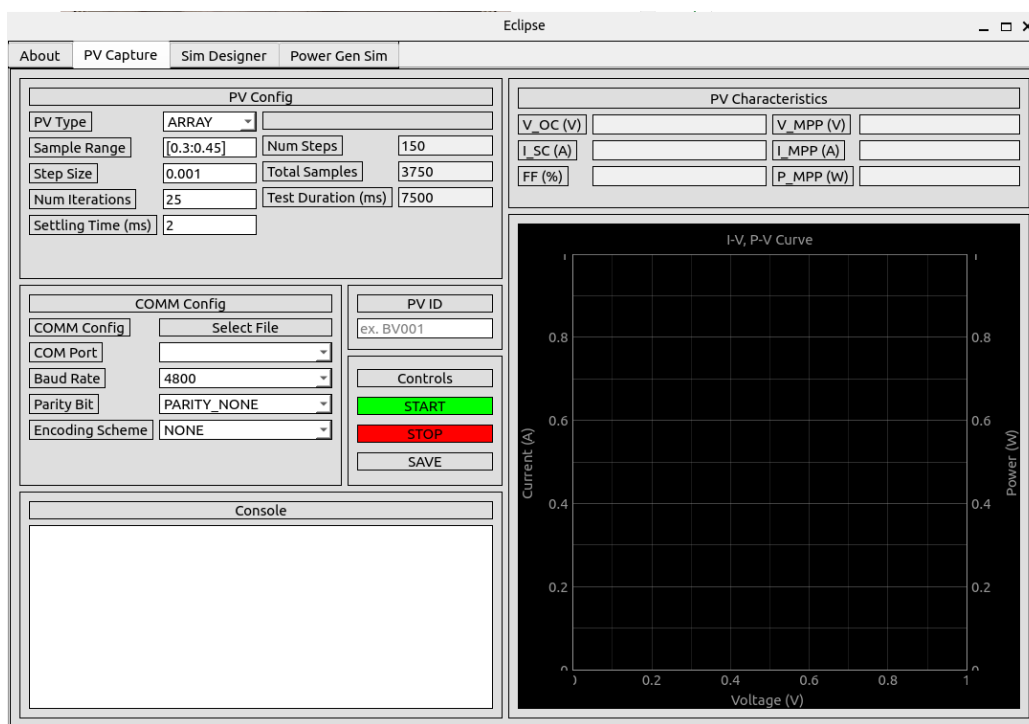 Eclipse
About PV Capture Sim Designer Power Gen Sim
PV Config
PV Type ARRAY
Sample Range [0.3:0.45] Num Steps 150
Step Size 0.001 Total Samples 3750
Num Iterations 25 Test Duration (ms) 7500
Settling Time (ms) 2
COMM Config
COMM Config Select File
COM Port
Baud Rate 4800
Parity Bit PARITY_NONE
Encoding Scheme NONE
PV ID
ex. BV001
Controls
START
STOP
SAVE
Console
PV Characteristics
V_OC (V) V_MPP (V)
I_SC (A) I_MPP (A)
FF (%) P_MPP (W)
I-V, P-V Curve
1 1
0.8 0.8
0.6 0.6
Current (A)
Power (W)
0.4 0.4
0.2 0.2
0 0
0 0.2 0.4 0.6 0.8 1
Voltage (V)